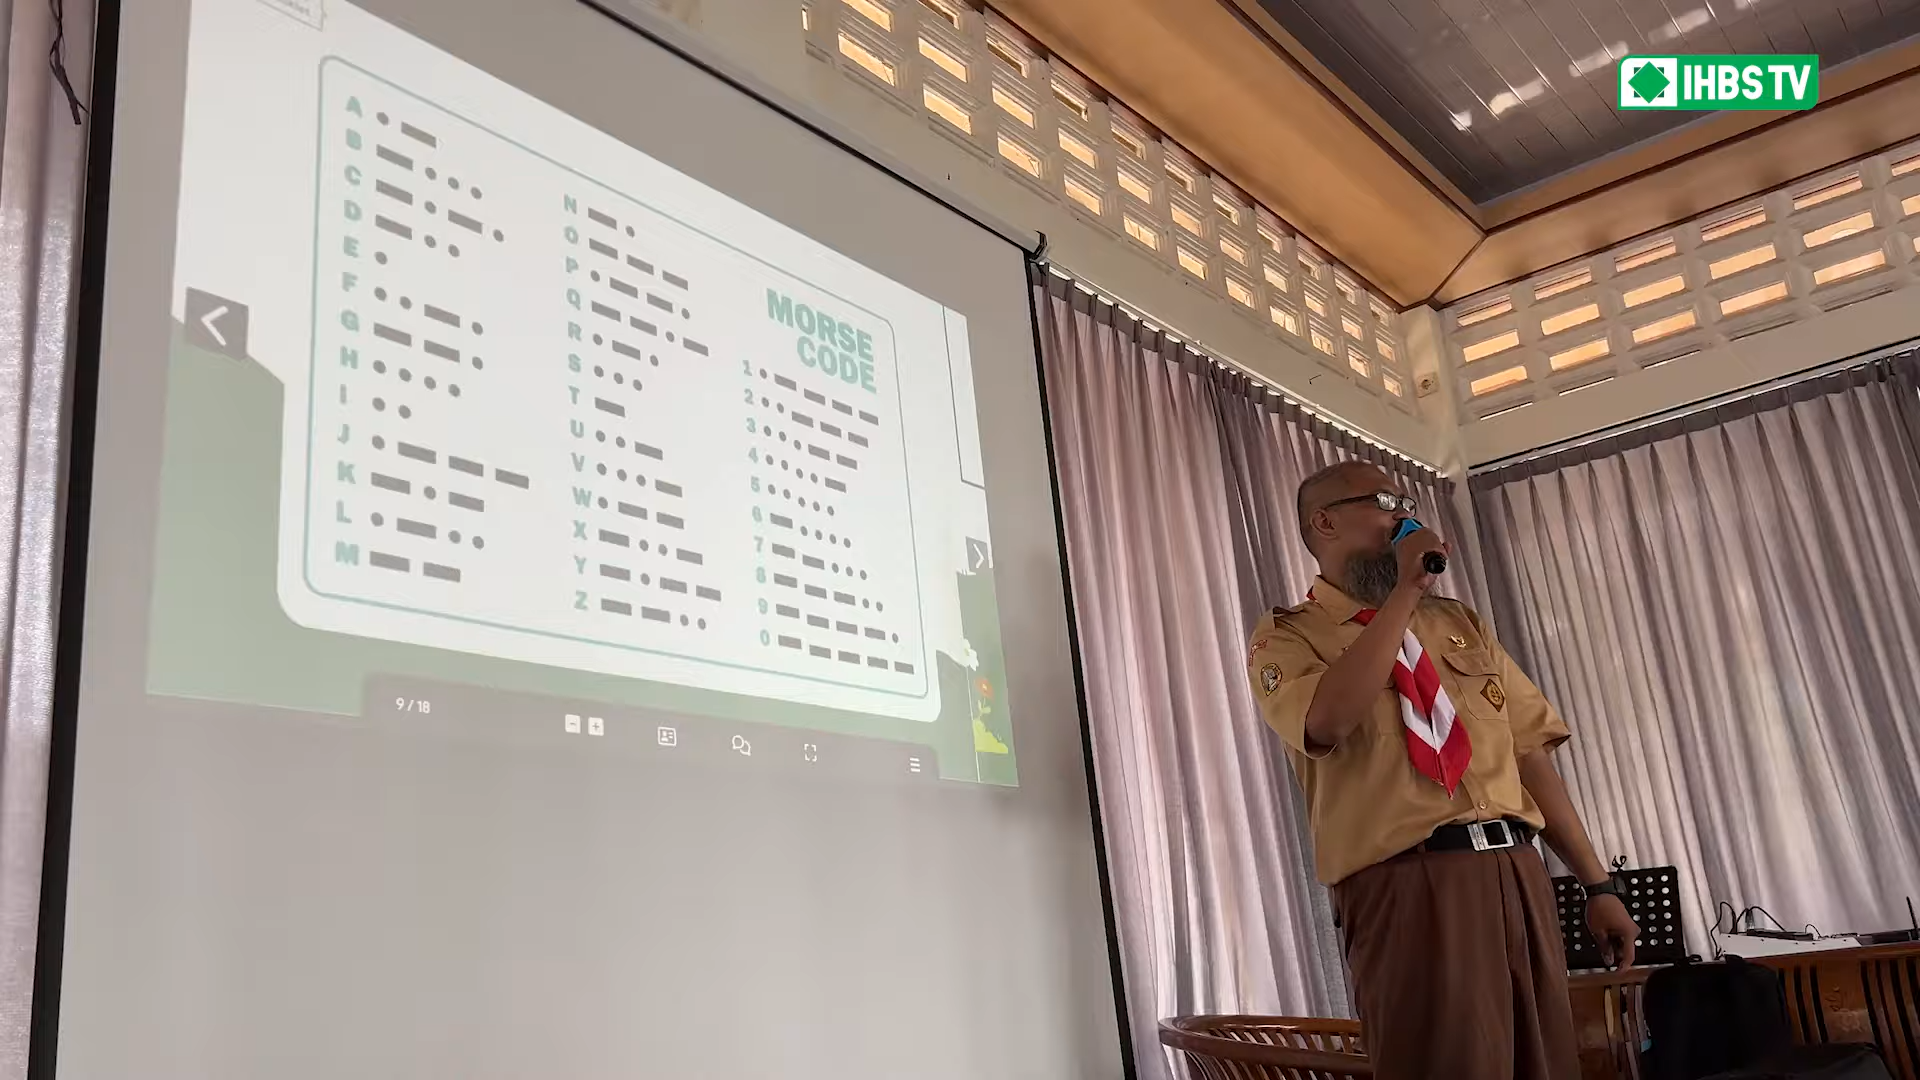 IHBS TV
MORSE
CODE
A • —
B — • • •
C — • — •
D — • •
E •
F • • — •
G — — •
H • • • •
I • •
J • — — —
K — • —
L • — • •
M — —
N — •
O — — —
P • — — •
Q — — • —
R • — •
S • • •
T —
U • • —
V • • • —
W • — —
X — • • —
Y — • — —
Z — — • •
1 • — — — —
2 • • — — —
3 • • • — —
4 • • • • —
5 • • • • •
6 — • • • •
7 — — • • •
8 — — — • •
9 — — — — •
0 — — — — —
9 / 18